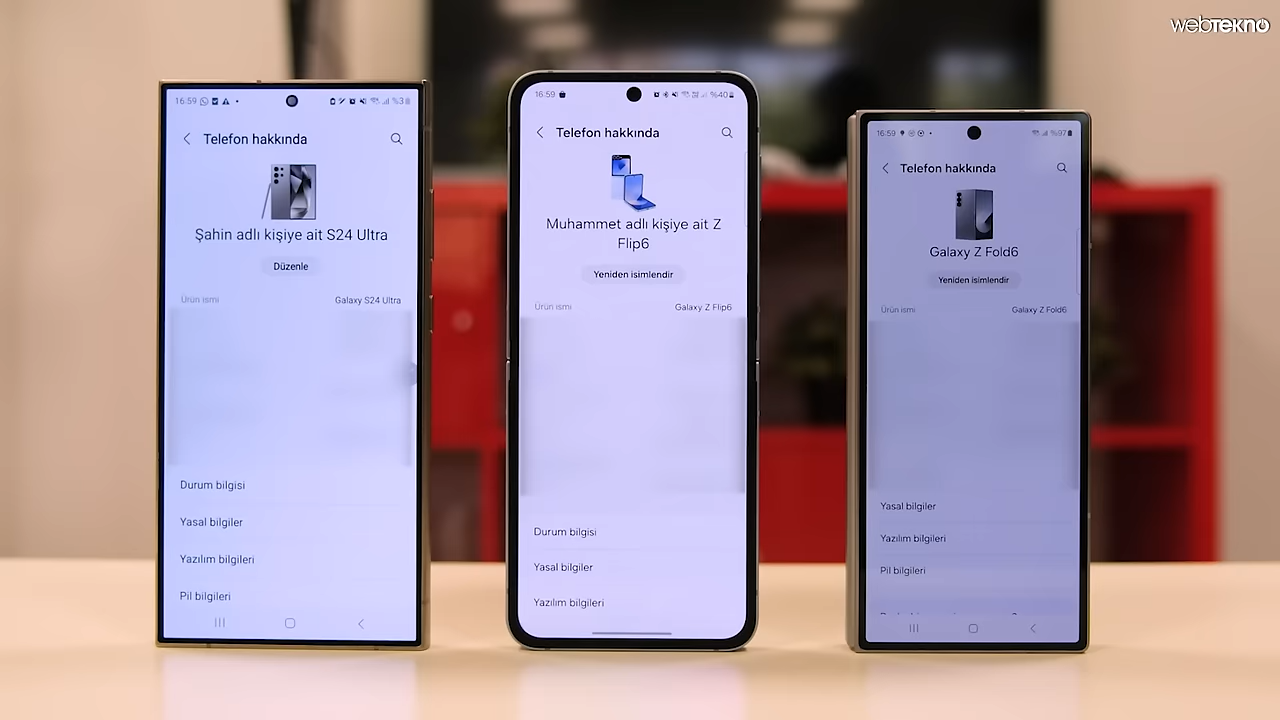 webTEKNO
16:59
%3
Telefon hakkında
Şahin adlı kişiye ait S24 Ultra
Düzenle
Ürün ismi
Galaxy S24 Ultra
Durum bilgisi
Yasal bilgiler
Yazılım bilgileri
Pil bilgileri
16:59
%40
Telefon hakkında
Muhammet adlı kişiye ait Z
Flip6
Yeniden isimlendir
Ürün ismi
Galaxy Z Flip6
Durum bilgisi
Yasal bilgiler
Yazılım bilgileri
16:59
%97
Telefon hakkında
Galaxy Z Fold6
Yeniden isimlendir
Ürün ismi
Galaxy Z Fold6
Yasal bilgiler
Yazılım bilgileri
Pil bilgileri